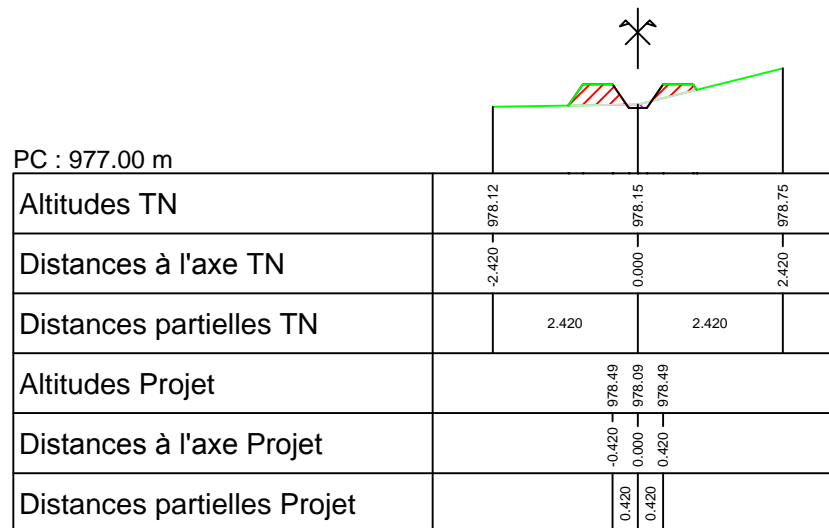 PC : 977.00 m
Altitudes TN 978.12 978.15 978.75
Distances à l'axe TN -2.420 0.000 2.420
Distances partielles TN 2.420 2.420
Altitudes Projet 978.49 978.09 978.49
Distances à l'axe Projet -0.420 0.000 0.420
Distances partielles Projet 0.420 0.420